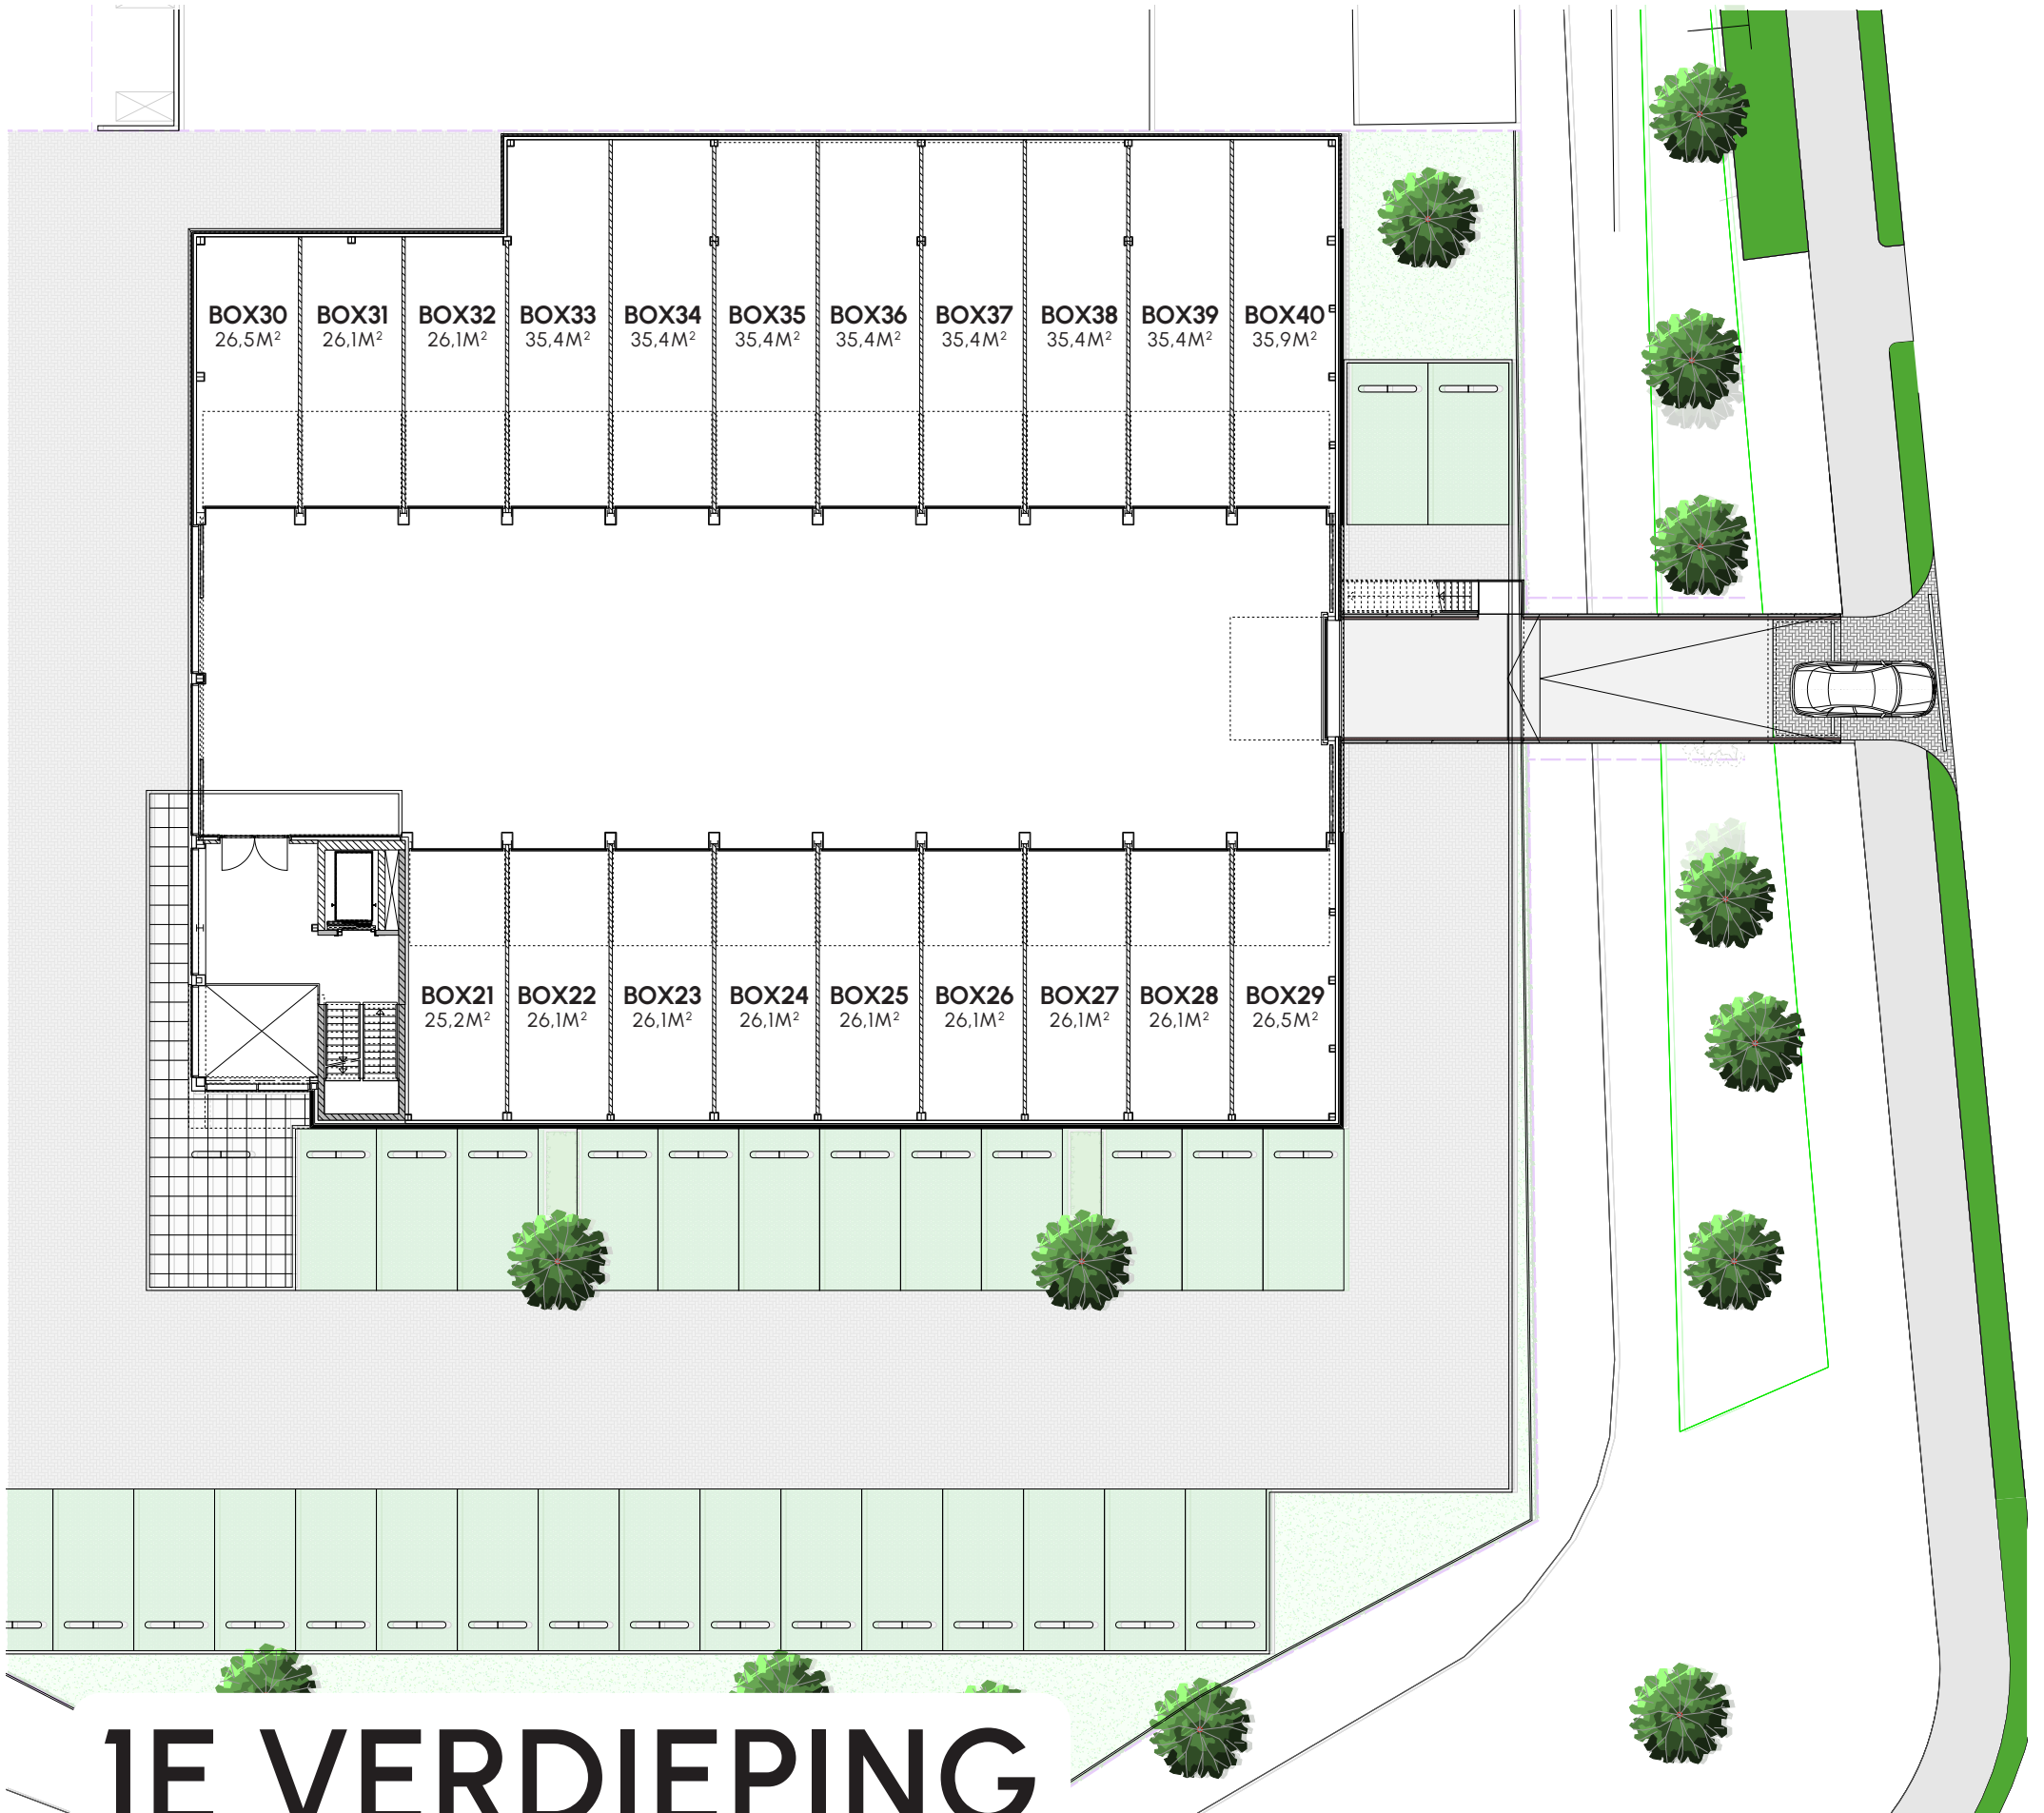 BOX30 BOX31 BOX32 BOX33 BOX34 BOX35 BOX36 BOX37 BOX38 BOX39 BOX40
26,5M² 26,1M² 26,1M² 35,4M² 35,4M² 35,4M² 35,4M² 35,4M² 35,4M² 35,4M² 35,9M²
BOX21 BOX22 BOX23 BOX24 BOX25 BOX26 BOX27 BOX28 BOX29
25,2M² 26,1M² 26,1M² 26,1M² 26,1M² 26,1M² 26,1M² 26,1M² 26,5M²
1E VERDIEPING